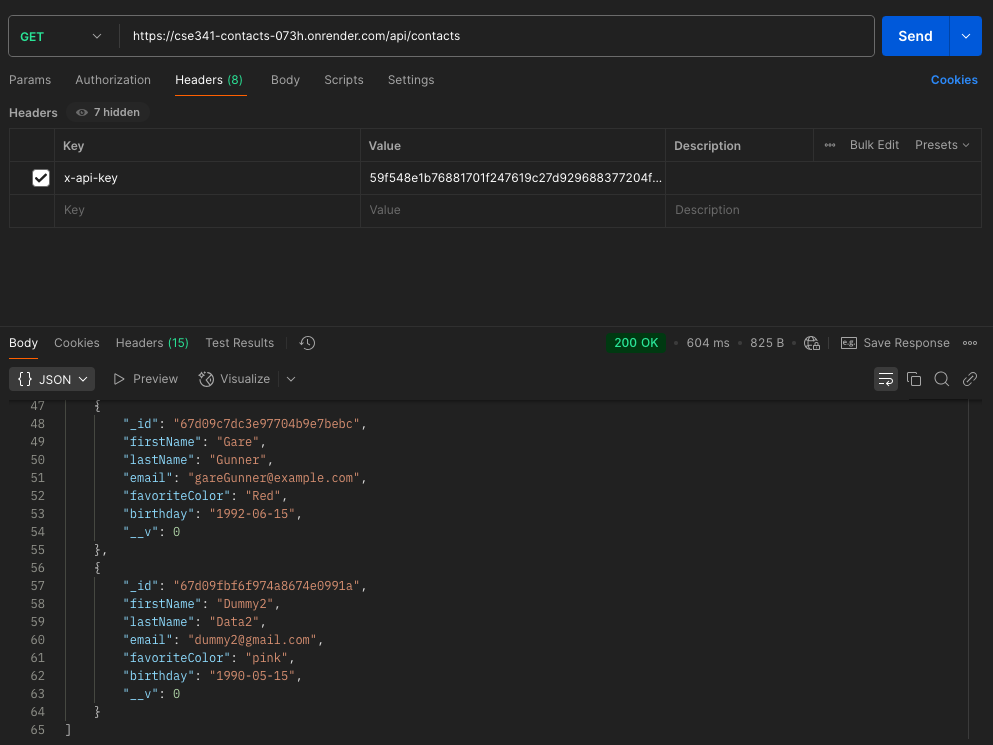 GET https://cse341-contacts-073h.onrender.com/api/contacts Send
Params Authorization Headers (8) Body Scripts Settings Cookies
Headers 7 hidden
Key Value Description ••• Bulk Edit Presets
x-api-key 59f548e1b76881701f247619c27d929688377204f...
Key Value Description
Body Cookies Headers (15) Test Results 200 OK • 604 ms • 825 B • e.g. Save Response •••
{} JSON Preview Visualize
47 {
48 "_id": "67d09c7dc3e97704b9e7bebc",
49 "firstName": "Gare",
50 "lastName": "Gunner",
51 "email": "gareGunner@example.com",
52 "favoriteColor": "Red",
53 "birthday": "1992-06-15",
54 "__v": 0
55 },
56 {
57 "_id": "67d09fbf6f974a8674e0991a",
58 "firstName": "Dummy2",
59 "lastName": "Data2",
60 "email": "dummy2@gmail.com",
61 "favoriteColor": "pink",
62 "birthday": "1990-05-15",
63 "__v": 0
64 }
65 ]